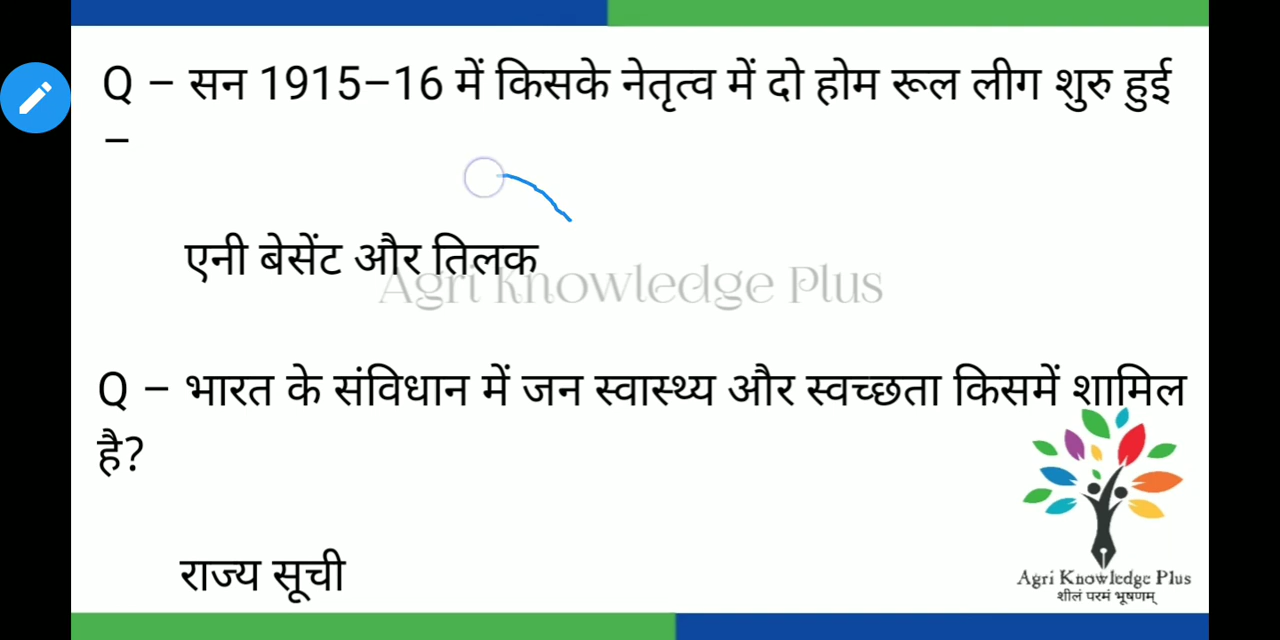 Q – सन 1915–16 में किसके नेतृत्व में दो होम रूल लीग शुरु हुई
–
एनी बेसेंट और तिलक
Agri Knowledge Plus
Q – भारत के संविधान में जन स्वास्थ्य और स्वच्छता किसमें शामिल
है?
राज्य सूची
Agri Knowledge Plus
शीलं परमं भूषणम्